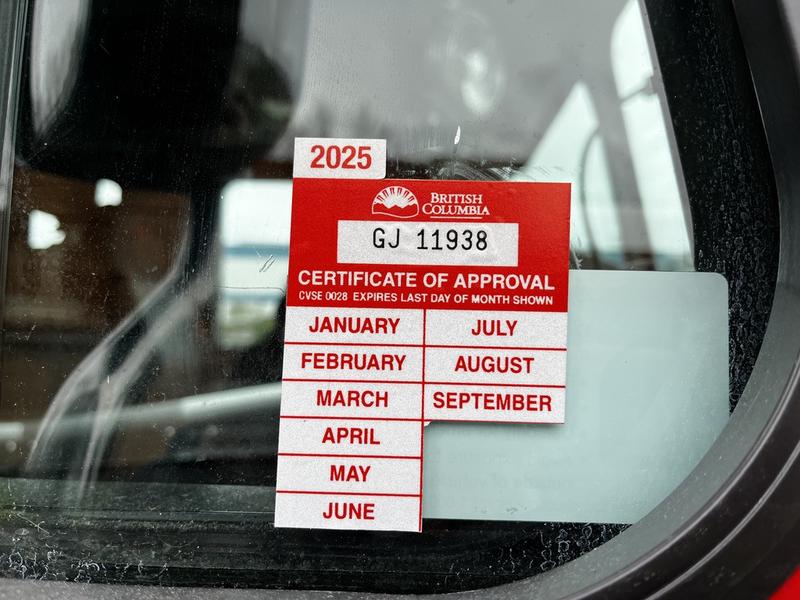 2025
BRITISH
COLUMBIA
GJ 11938
CERTIFICATE OF APPROVAL
CVSE 0028 EXPIRES LAST DAY OF MONTH SHOWN
JANUARY JULY
FEBRUARY AUGUST
MARCH SEPTEMBER
APRIL
MAY
JUNE